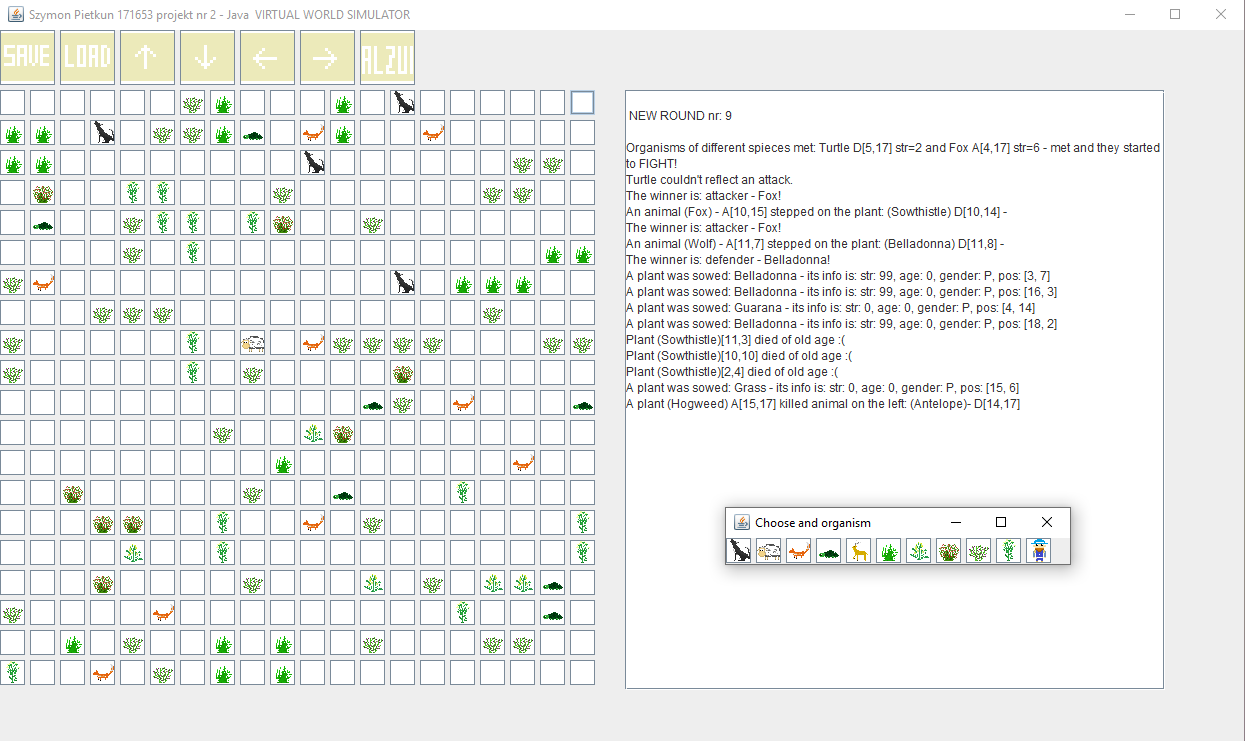 Szymon Pietkun 171653 projekt nr 2 - Java  VIRTUAL WORLD SIMULATOR
SAVE LOAD ↑ ↓ ← → ALZU
NEW ROUND nr: 9
Organisms of different spieces met: Turtle D[5,17] str=2 and Fox A[4,17] str=6 - met and they started
to FIGHT!
Turtle couldn't reflect an attack.
The winner is: attacker - Fox!
An animal (Fox) - A[10,15] stepped on the plant: (Sowthistle) D[10,14] -
The winner is: attacker - Fox!
An animal (Wolf) - A[11,7] stepped on the plant: (Belladonna) D[11,8] -
The winner is: defender - Belladonna!
A plant was sowed: Belladonna - its info is: str: 99, age: 0, gender: P, pos: [3, 7]
A plant was sowed: Belladonna - its info is: str: 99, age: 0, gender: P, pos: [16, 3]
A plant was sowed: Guarana - its info is: str: 0, age: 0, gender: P, pos: [4, 14]
A plant was sowed: Belladonna - its info is: str: 99, age: 0, gender: P, pos: [18, 2]
Plant (Sowthistle)[11,3] died of old age :(
Plant (Sowthistle)[10,10] died of old age :(
Plant (Sowthistle)[2,4] died of old age :(
A plant was sowed: Grass - its info is: str: 0, age: 0, gender: P, pos: [15, 6]
A plant (Hogweed) A[15,17] killed animal on the left: (Antelope)- D[14,17]
Choose and organism